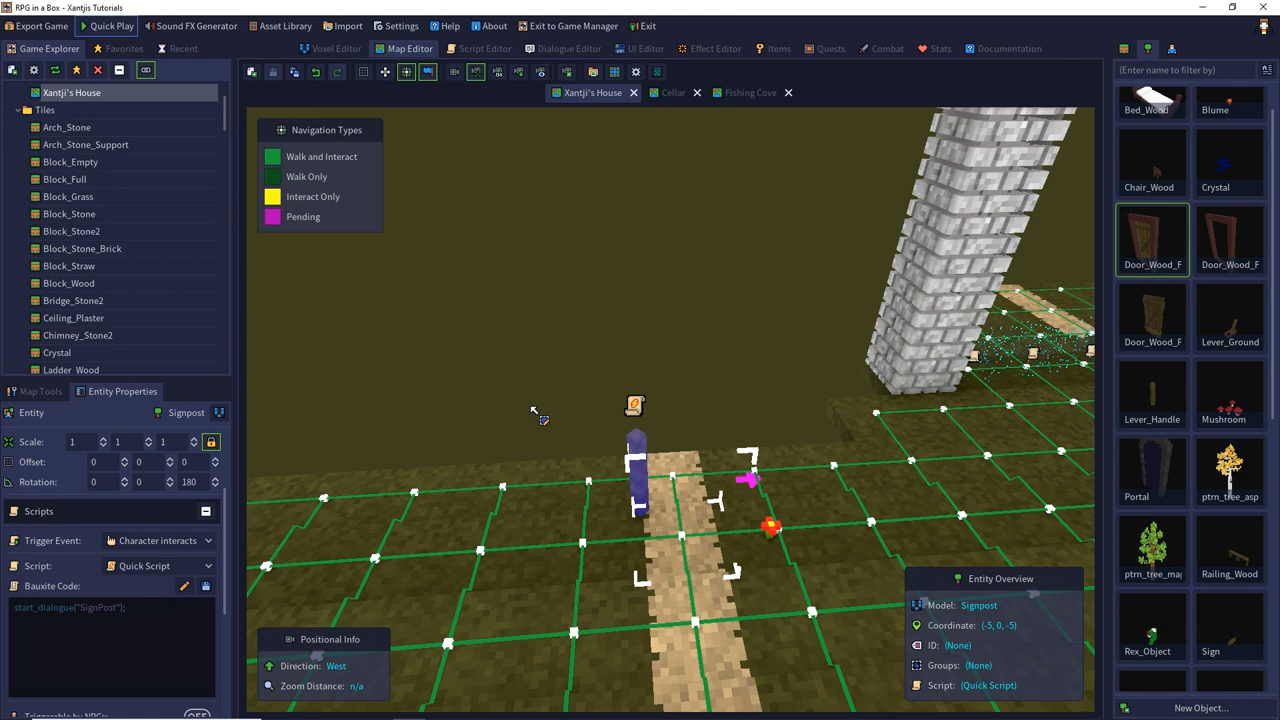 RPG in a Box - Xantjis Tutorials
Export Game Quick Play Sound FX Generator Asset Library Import Settings Help About Exit to Game Manager Exit
Game Explorer Favorites Recent Voxel Editor Map Editor Script Editor Dialogue Editor UI Editor Effect Editor Items Quests Combat Stats Documentation
(Enter name to filter by)
Xantji's House
Tiles
Arch_Stone
Arch_Stone_Support
Block_Empty
Block_Full
Block_Grass
Block_Stone
Block_Stone2
Block_Stone_Brick
Block_Straw
Block_Wood
Bridge_Stone2
Ceiling_Plaster
Chimney_Stone2
Crystal
Ladder_Wood
Map Tools Entity Properties
Entity Signpost
Scale: 1 1 1
Offset: 0 0 0
Rotation: 0 0 180
Scripts
Trigger Event: Character interacts
Script: Quick Script
Bauxite Code:
start_dialogue("SignPost");
Triggerable by NPCs: OFF
Xantji's House Cellar Fishing Cove
Navigation Types
Walk and Interact
Walk Only
Interact Only
Pending
Positional Info
Direction: West
Zoom Distance: n/a
Entity Overview
Model: Signpost
Coordinate: (-5, 0, -5)
ID: (None)
Groups: (None)
Script: (Quick Script)
Bed_Wood Blume
Chair_Wood Crystal
Door_Wood_F Door_Wood_F
Door_Wood_F Lever_Ground
Lever_Handle Mushroom
Portal ptrn_tree_asp
ptrn_tree_ma Railing_Wood
Rex_Object Sign
New Object...